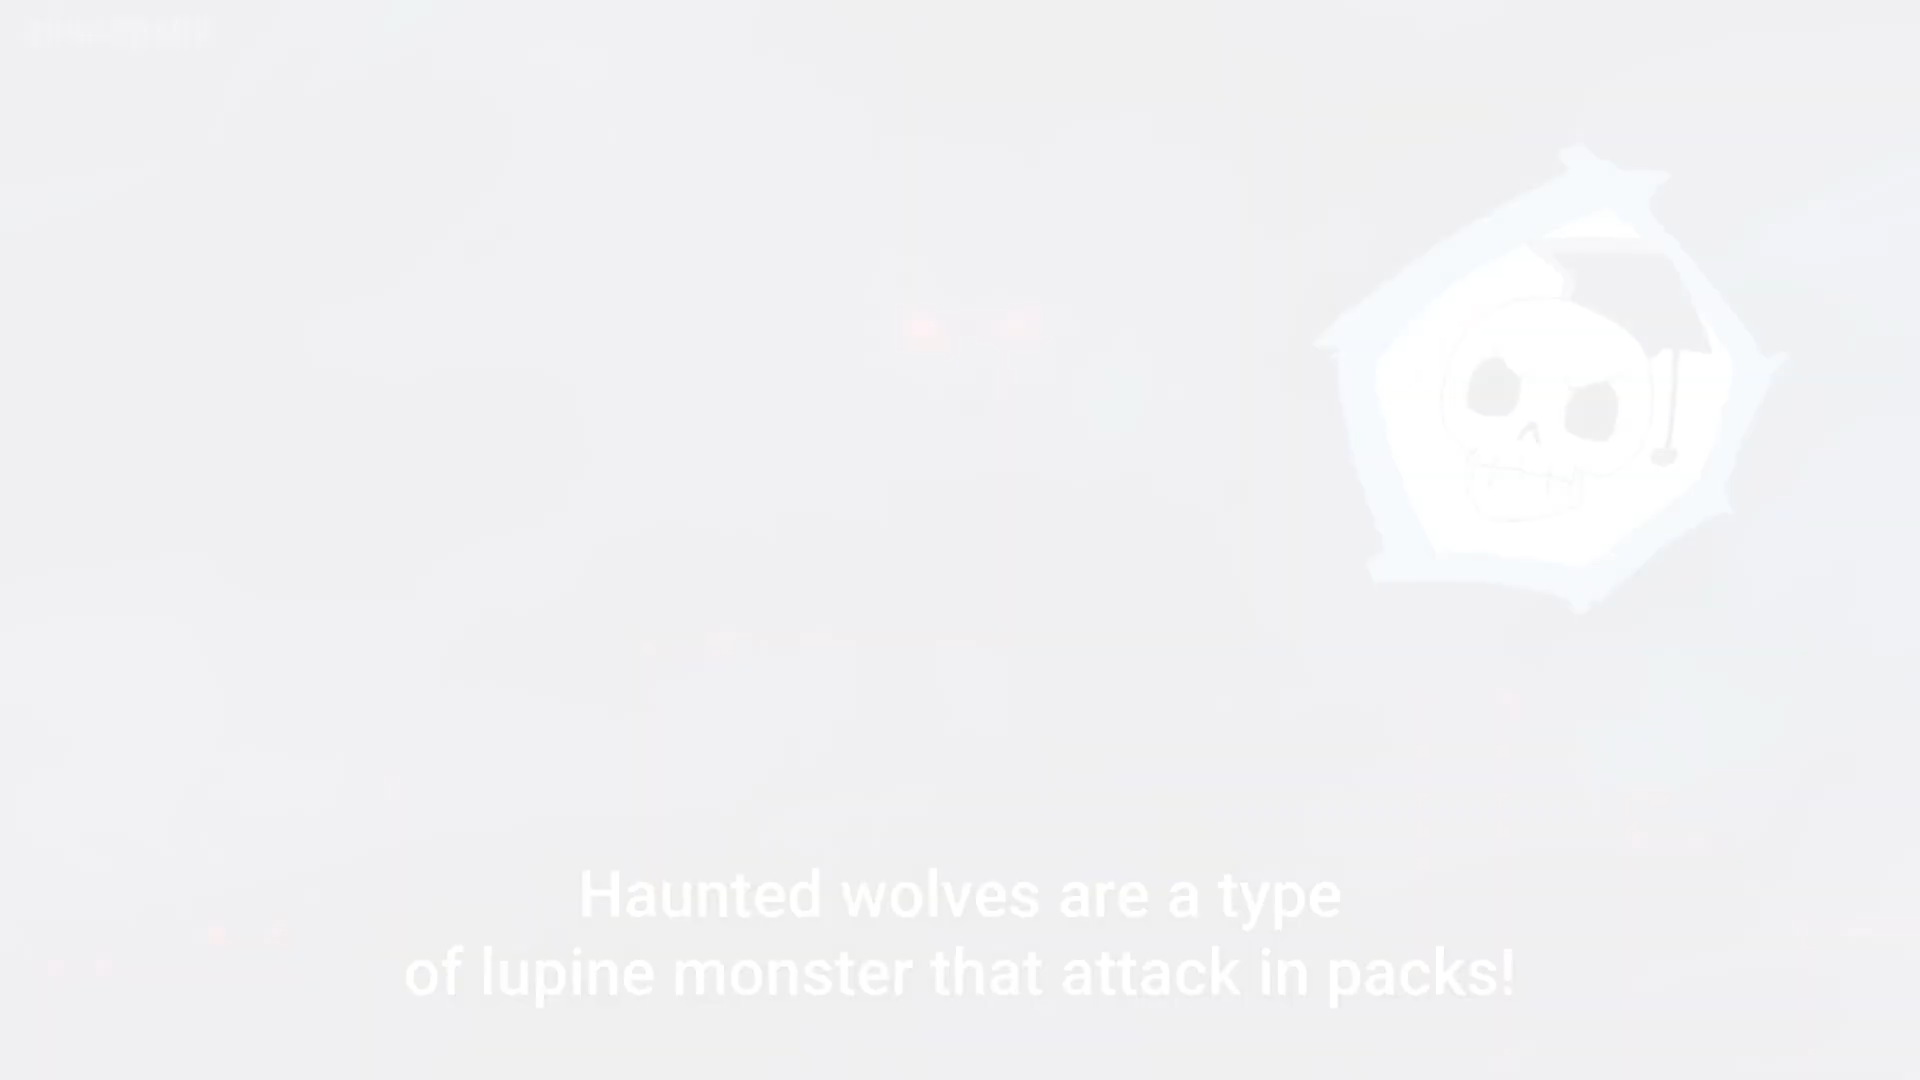 Haunted wolves are a type
of lupine monster that attack in packs!